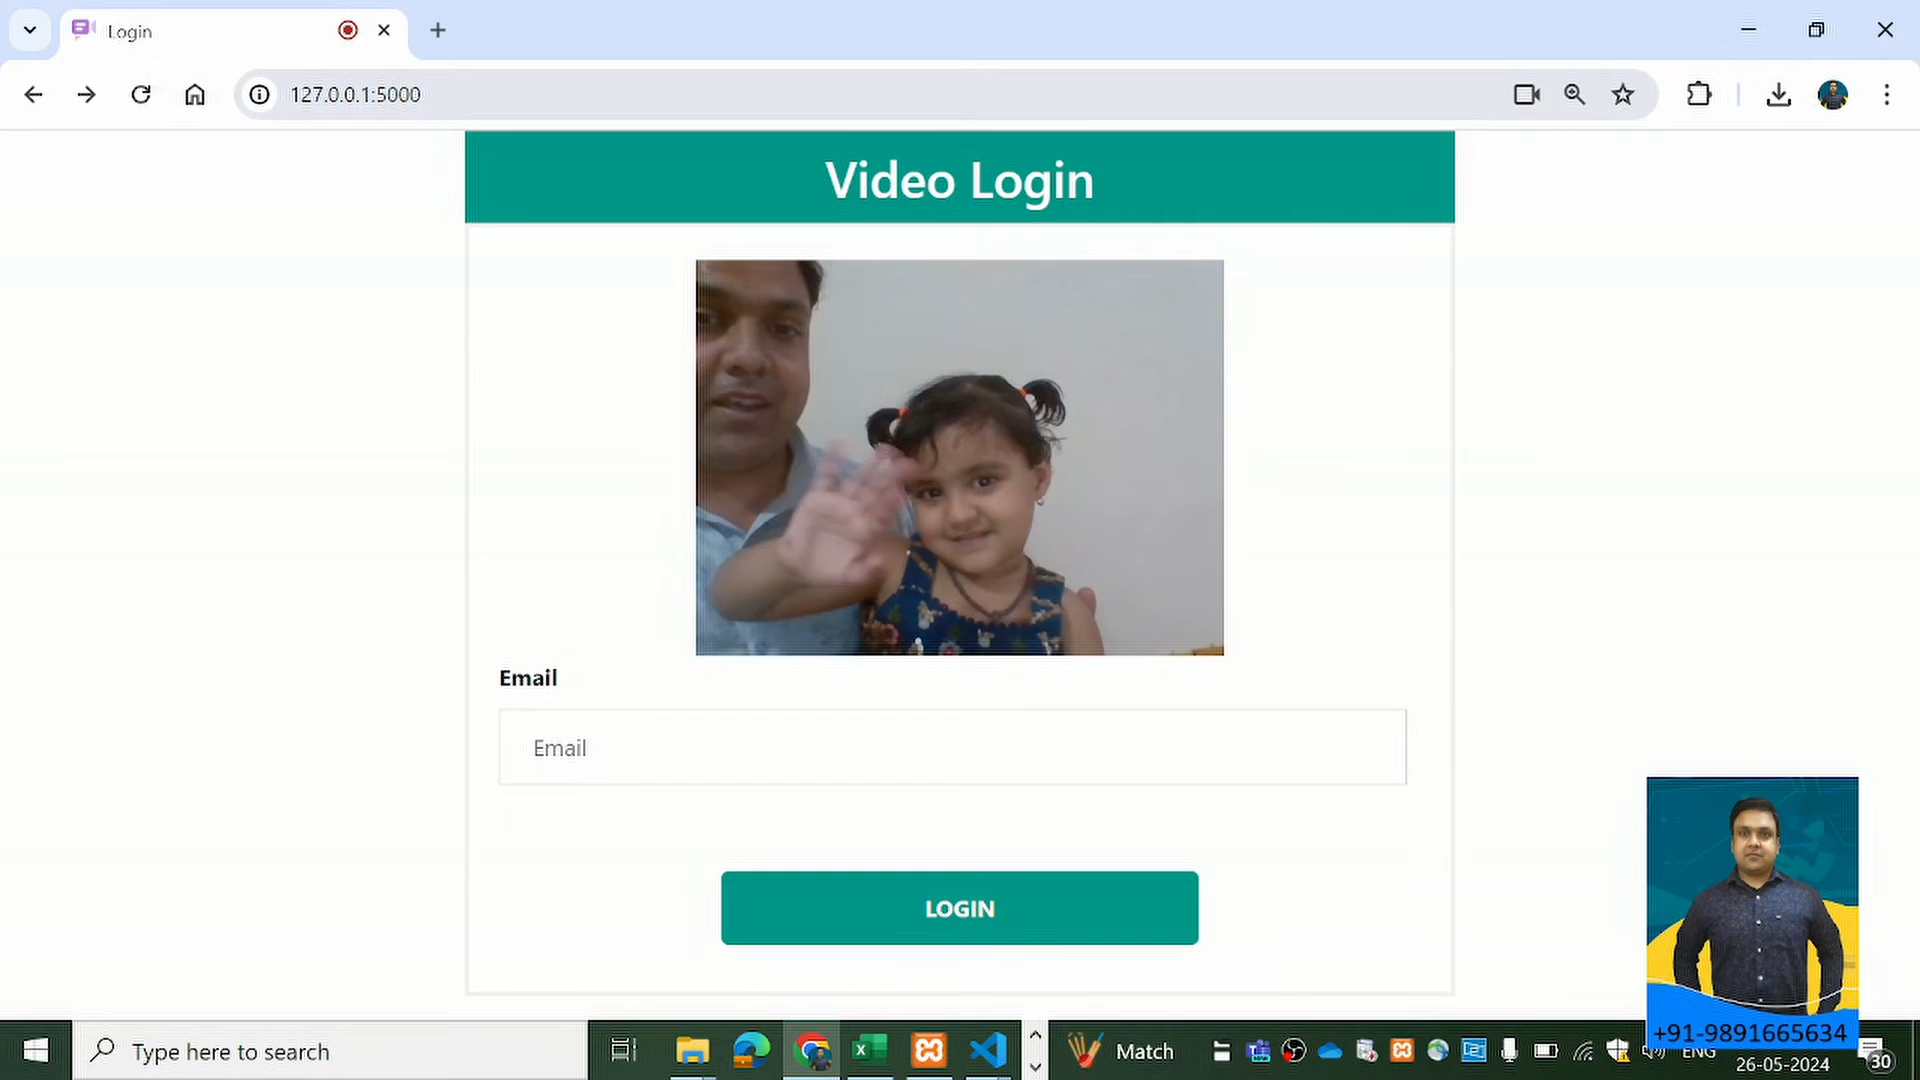 Login
127.0.0.1:5000
Video Login
Email
Email
LOGIN
+91-9891665634
Type here to search
Match
ENG
26-05-2024
30